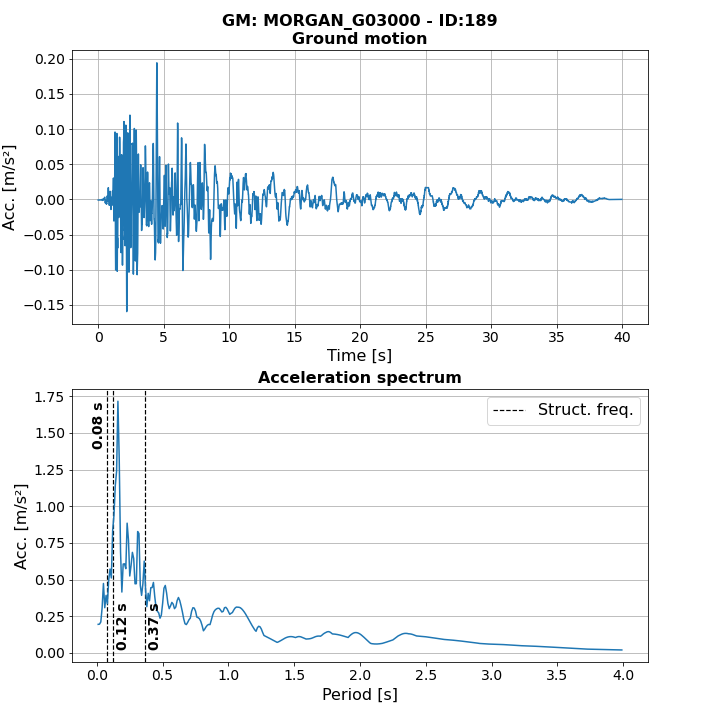 GM: MORGAN_G03000 - ID:189
Ground motion
0.20
0.15
0.10
0.05
0.00
−0.05
−0.10
−0.15
Acc. [m/s²]
0 5 10 15 20 25 30 35 40
Time [s]
Acceleration spectrum
1.75
1.50
1.25
1.00
0.75
0.50
0.25
0.00
Acc. [m/s²]
0.08 s
0.12 s
0.37 s
Struct. freq.
0.0 0.5 1.0 1.5 2.0 2.5 3.0 3.5 4.0
Period [s]